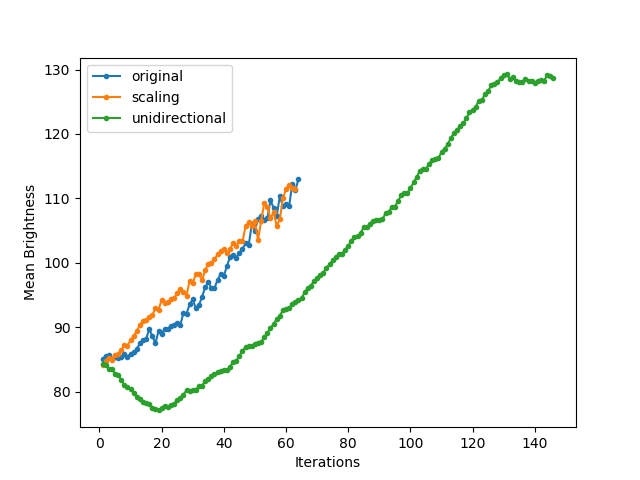 original
scaling
unidirectional
130
120
110
100
90
80
Mean Brightness
0 20 40 60 80 100 120 140
Iterations